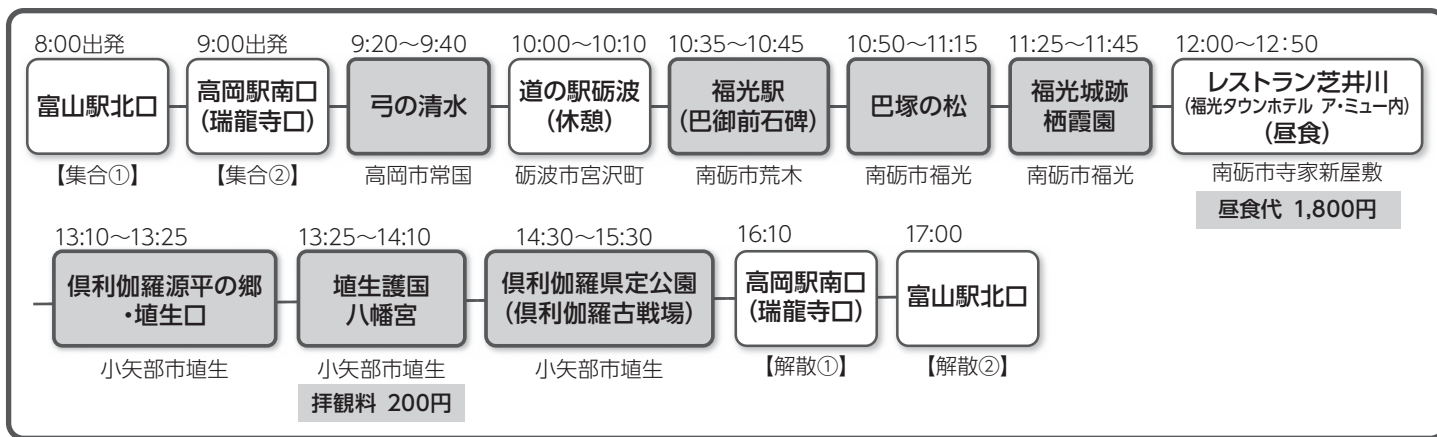 8:00出発
富山駅北口
【集合①】
9:00出発
高岡駅南口
(瑞龍寺口)
【集合②】
9:20〜9:40
弓の清水
高岡市常国
10:00〜10:10
道の駅砺波
(休憩)
砺波市宮沢町
10:35〜10:45
福光駅
(巴御前石碑)
南砺市荒木
10:50〜11:15
巴塚の松
南砺市福光
11:25〜11:45
福光城跡
栖霞園
南砺市福光
12:00〜12:50
レストラン芝井川
(福光タウンホテル ア・ミュー内)
(昼食)
南砺市寺家新屋敷
昼食代 1,800円
13:10〜13:25
倶利伽羅源平の郷
・埴生口
小矢部市埴生
13:25〜14:10
埴生護国
八幡宮
小矢部市埴生
拝観料 200円
14:30〜15:30
倶利伽羅県定公園
(倶利伽羅古戦場)
小矢部市埴生
16:10
高岡駅南口
(瑞龍寺口)
【解散①】
17:00
富山駅北口
【解散②】